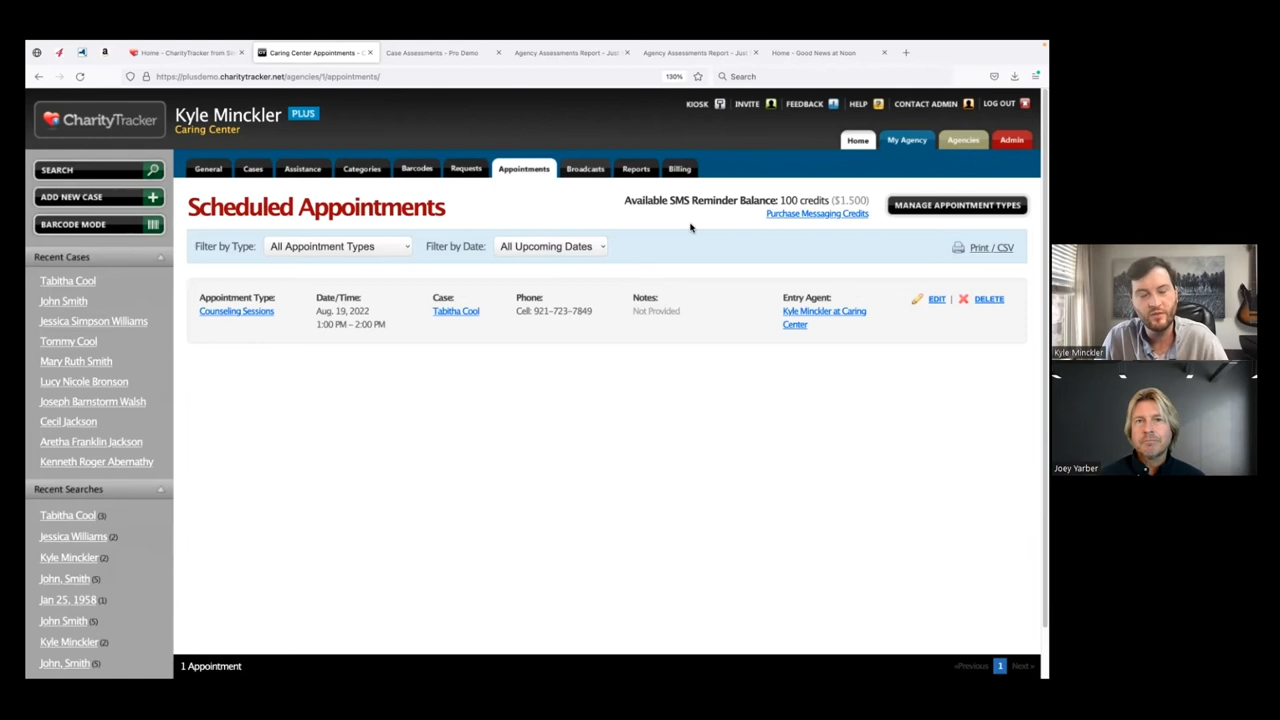 Home - CharityTracker from Si
Caring Center Appointments - C
Case Assessments - Pro Demo
Agency Assessments Report - Just
Agency Assessments Report - Just
Home - Good News at Noon
https://plusdemo.charitytracker.net/agencies/1/appointments/
130%
Search
CharityTracker
Kyle Minckler PLUS
Caring Center
KIOSK INVITE FEEDBACK HELP CONTACT ADMIN LOG OUT
Home My Agency Agencies Admin
General Cases Assistance Categories Barcodes Requests Appointments Broadcasts Reports Billing
SEARCH
ADD NEW CASE
BARCODE MODE
Recent Cases
Tabitha Cool
John Smith
Jessica Simpson Williams
Tommy Cool
Mary Ruth Smith
Lucy Nicole Bronson
Joseph Barnstorm Walsh
Cecil Jackson
Aretha Franklin Jackson
Kenneth Roger Abernathy
Recent Searches
Tabitha Cool (3)
Jessica Williams (2)
Kyle Minckler (2)
John, Smith (5)
Jan 25, 1958 (1)
John Smith (5)
Kyle Minckler (2)
John, Smith (5)
Scheduled Appointments
Available SMS Reminder Balance: 100 credits ($1.500)
Purchase Messaging Credits
MANAGE APPOINTMENT TYPES
Filter by Type: All Appointment Types Filter by Date: All Upcoming Dates
Print / CSV
Appointment Type:
Counseling Sessions
Date/Time:
Aug. 19, 2022
1:00 PM – 2:00 PM
Case:
Tabitha Cool
Phone:
Cell: 921-723-7849
Notes:
Not Provided
Entry Agent:
Kyle Minckler at Caring
Center
EDIT | DELETE
1 Appointment
«Previous 1 Next»
Kyle Minckler
Joey Yarber